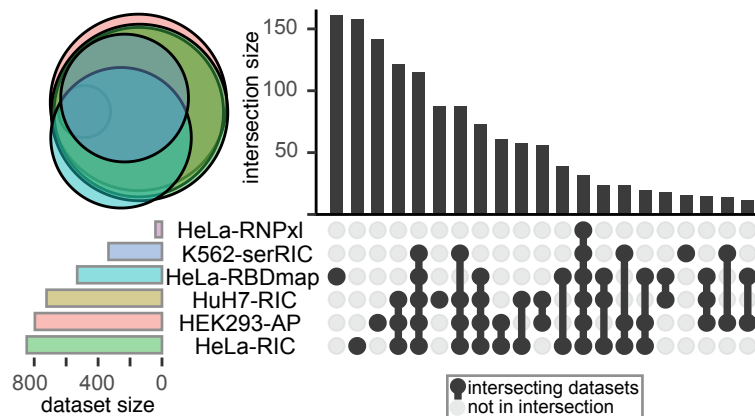 150
100
50
intersection size
HeLa-RNPxl
K562-serRIC
HeLa-RBDmap
HuH7-RIC
HEK293-AP
HeLa-RIC
800 400 0
dataset size
intersecting datasets
not in intersection